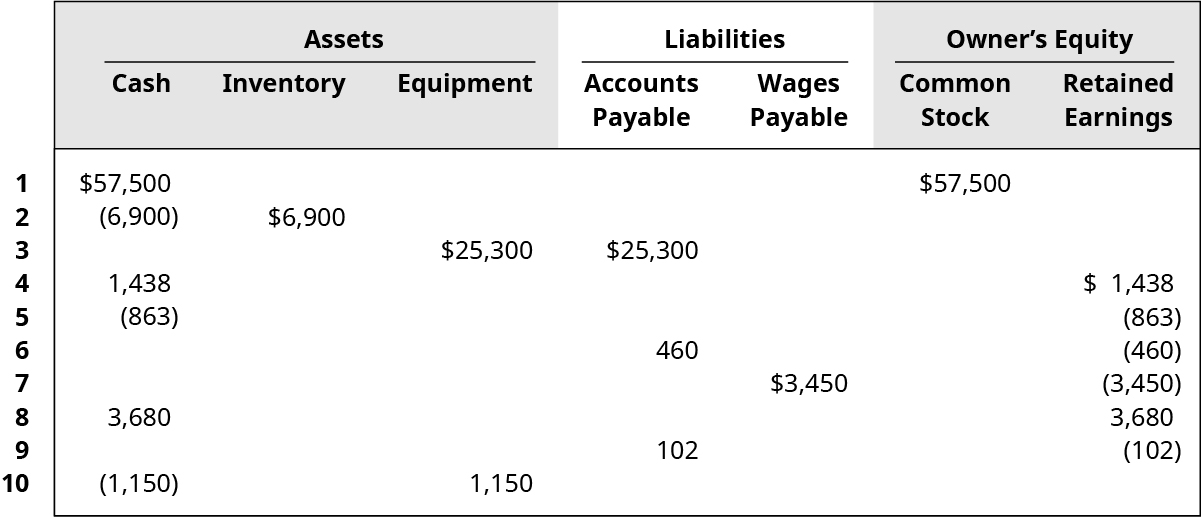 Assets Liabilities Owner’s Equity
Cash Inventory Equipment Accounts Payable Wages Payable Common Stock Retained Earnings
1 $57,500 $57,500
2 (6,900) $6,900
3 $25,300 $25,300
4 1,438 $ 1,438
5 (863) (863)
6 460 (460)
7 $3,450 (3,450)
8 3,680 3,680
9 102 (102)
10 (1,150) 1,150